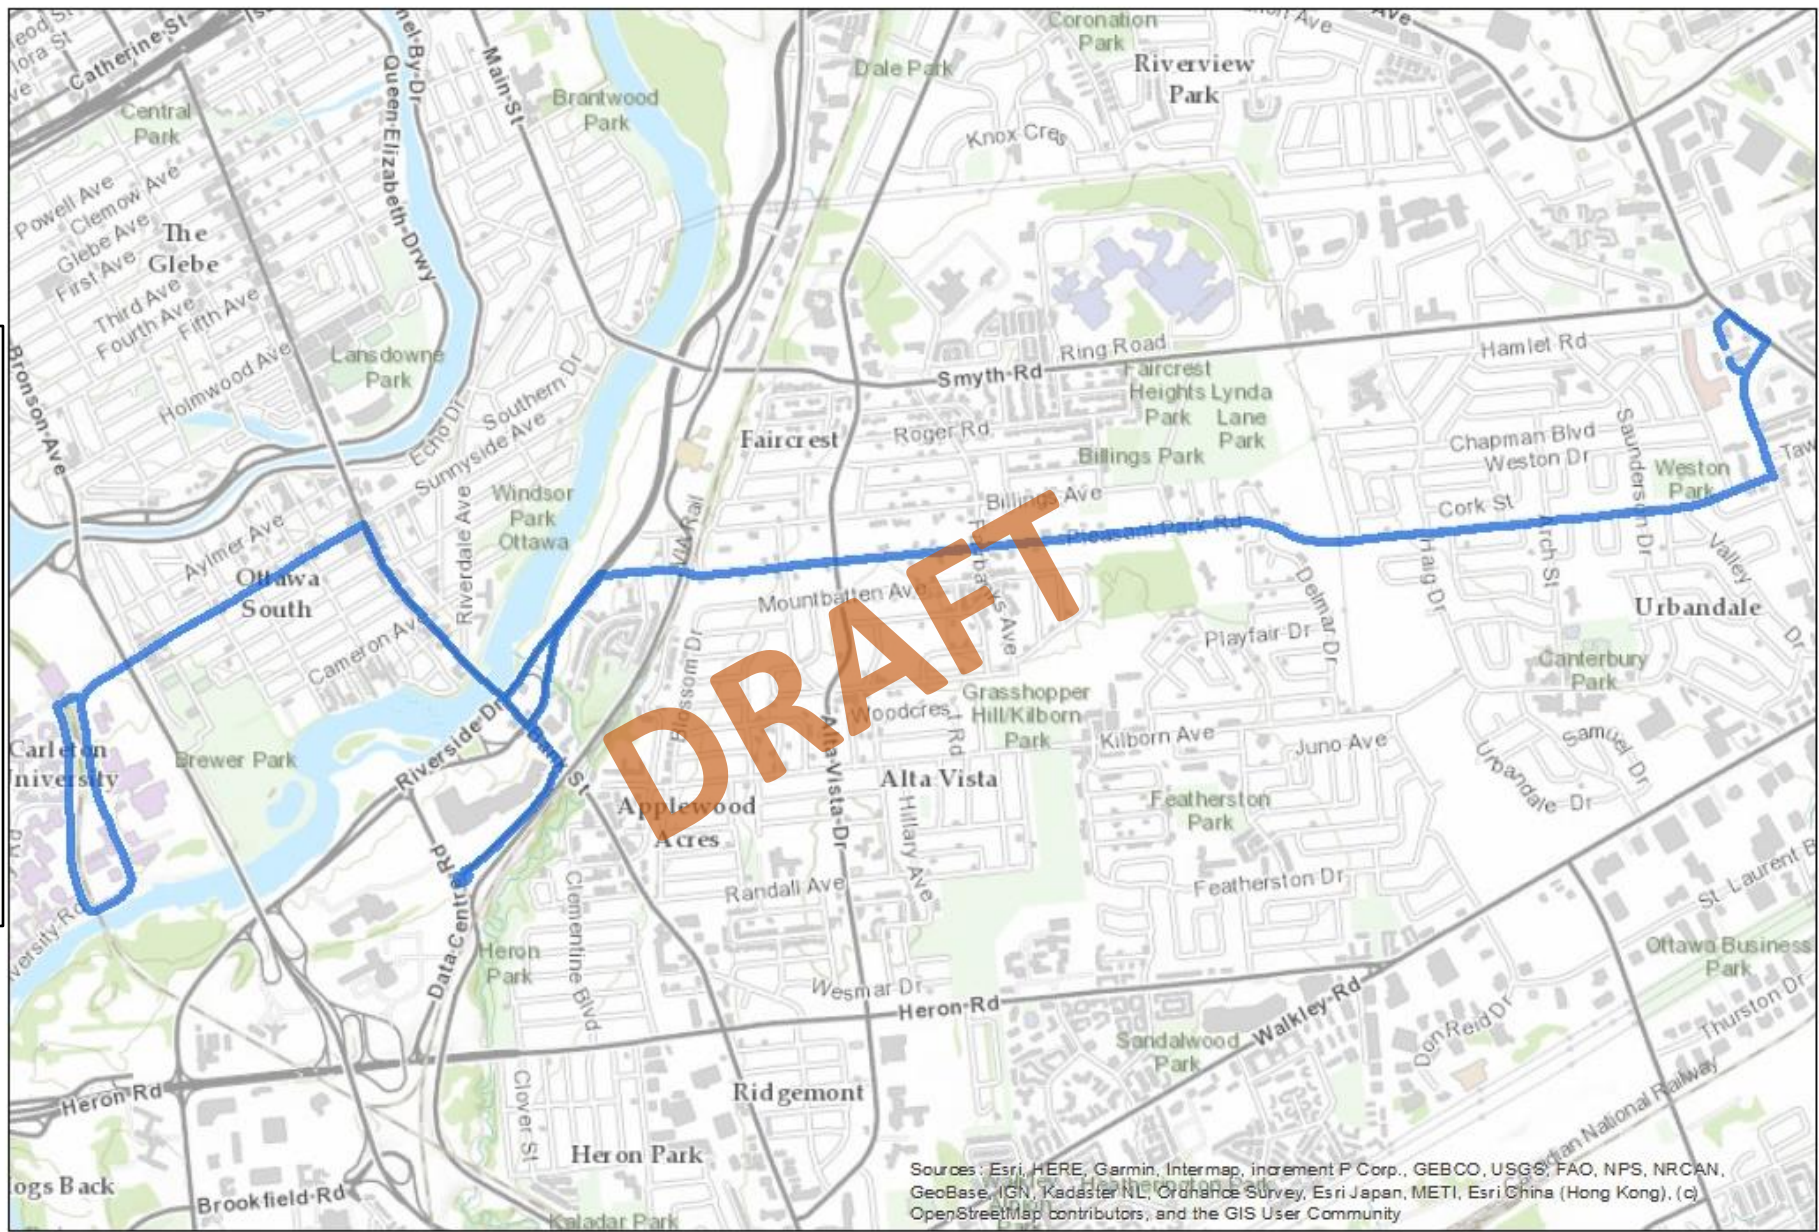 Catherine St
Central
Park
Queen Elizabeth Drwy
Main St
Brantwood
Park
Dale Park
Coronation
Park
Riverview
Park
Knox Cres
Powell Ave
Clemow Ave
Glebe Ave
First Ave
The
Glebe
Third Ave
Fourth Ave
Fifth Ave
Holmwood Ave
Lansdowne
Park
Bronson Ave
Echo Dr
Southern Dr
Sunnyside Ave
Riverdale Ave
Windsor
Park
Ottawa
Aylmer Ave
Ottawa
South
Cameron Ave
Carleton
Brewer Park
Riverside Dr
Bank St
VIA Rail
Faircrest
Roger Rd
Smyth Rd
Ring Road
Faircrest
Heights
Park
Lynda
Lane
Park
Billings Park
Billings Ave
Pleasant Park Rd
Hamlet Rd
Chapman Blvd
Weston Dr
Saunderson Dr
Weston
Park
Cork St
Arch St
Haig Dr
Valley
Dr
Urbandale
Mountbatten Ave
Blossom Dr
Playfair Dr
Delmar Dr
Canterbury
Park
Samuel Dr
Urbandale Dr
Woodcres
Rd
Grasshopper
Hill/Kilborn
Park
Kilborn Ave
Juno Ave
Alta Vista Dr
Alta Vista
Applewood
Acres
DRAFT
Hillary Ave
Featherston
Park
Featherston Dr
Randall Ave
Data Centre Rd
Heron
Park
Clementine Blvd
Wesmar Dr
Heron Rd
Walkley Rd
Sandalwood
Park
Don Reid Dr
St. Laurent B
Ottawa Business
Park
Thurston Dr
Heron Rd
Clover St
Ridgemont
Heron Park
ogs Back
Brookfield Rd
Kaladar Park
Sources: Esri, HERE, Garmin, Intermap, increment P Corp., GEBCO, USGS, FAO, NPS, NRCAN,
GeoBase, IGN, Kadaster NL, Ordnance Survey, Esri Japan, METI, Esri China (Hong Kong), (c)
OpenStreetMap contributors, and the GIS User Community